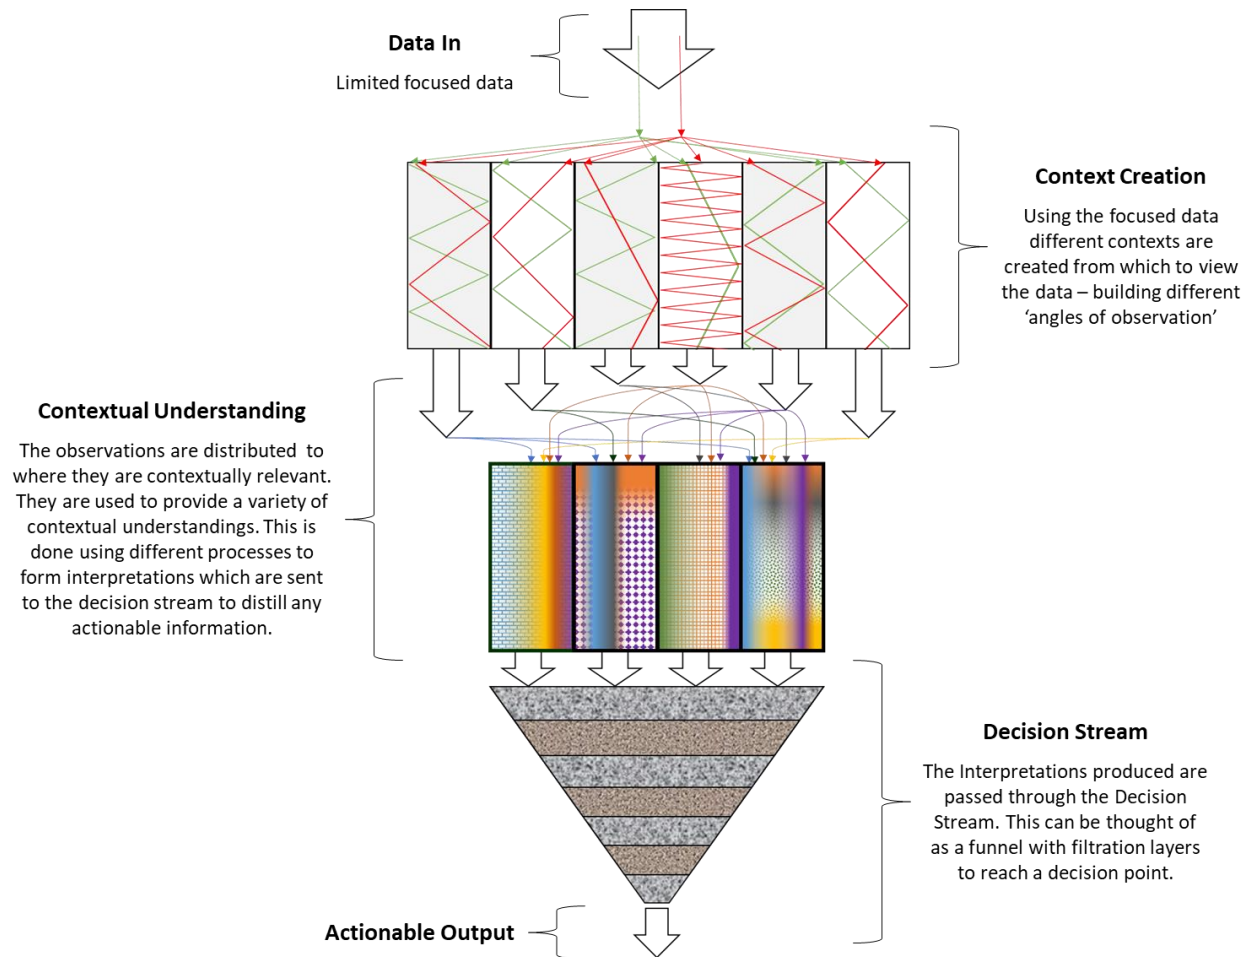 Data In
Limited focused data
Context Creation
Using the focused data
different contexts are
created from which to view
the data – building different
‘angles of observation’
Contextual Understanding
The observations are distributed to
where they are contextually relevant.
They are used to provide a variety of
contextual understandings. This is
done using different processes to
form interpretations which are sent
to the decision stream to distill any
actionable information.
Decision Stream
The Interpretations produced are
passed through the Decision
Stream. This can be thought of
as a funnel with filtration layers
to reach a decision point.
Actionable Output